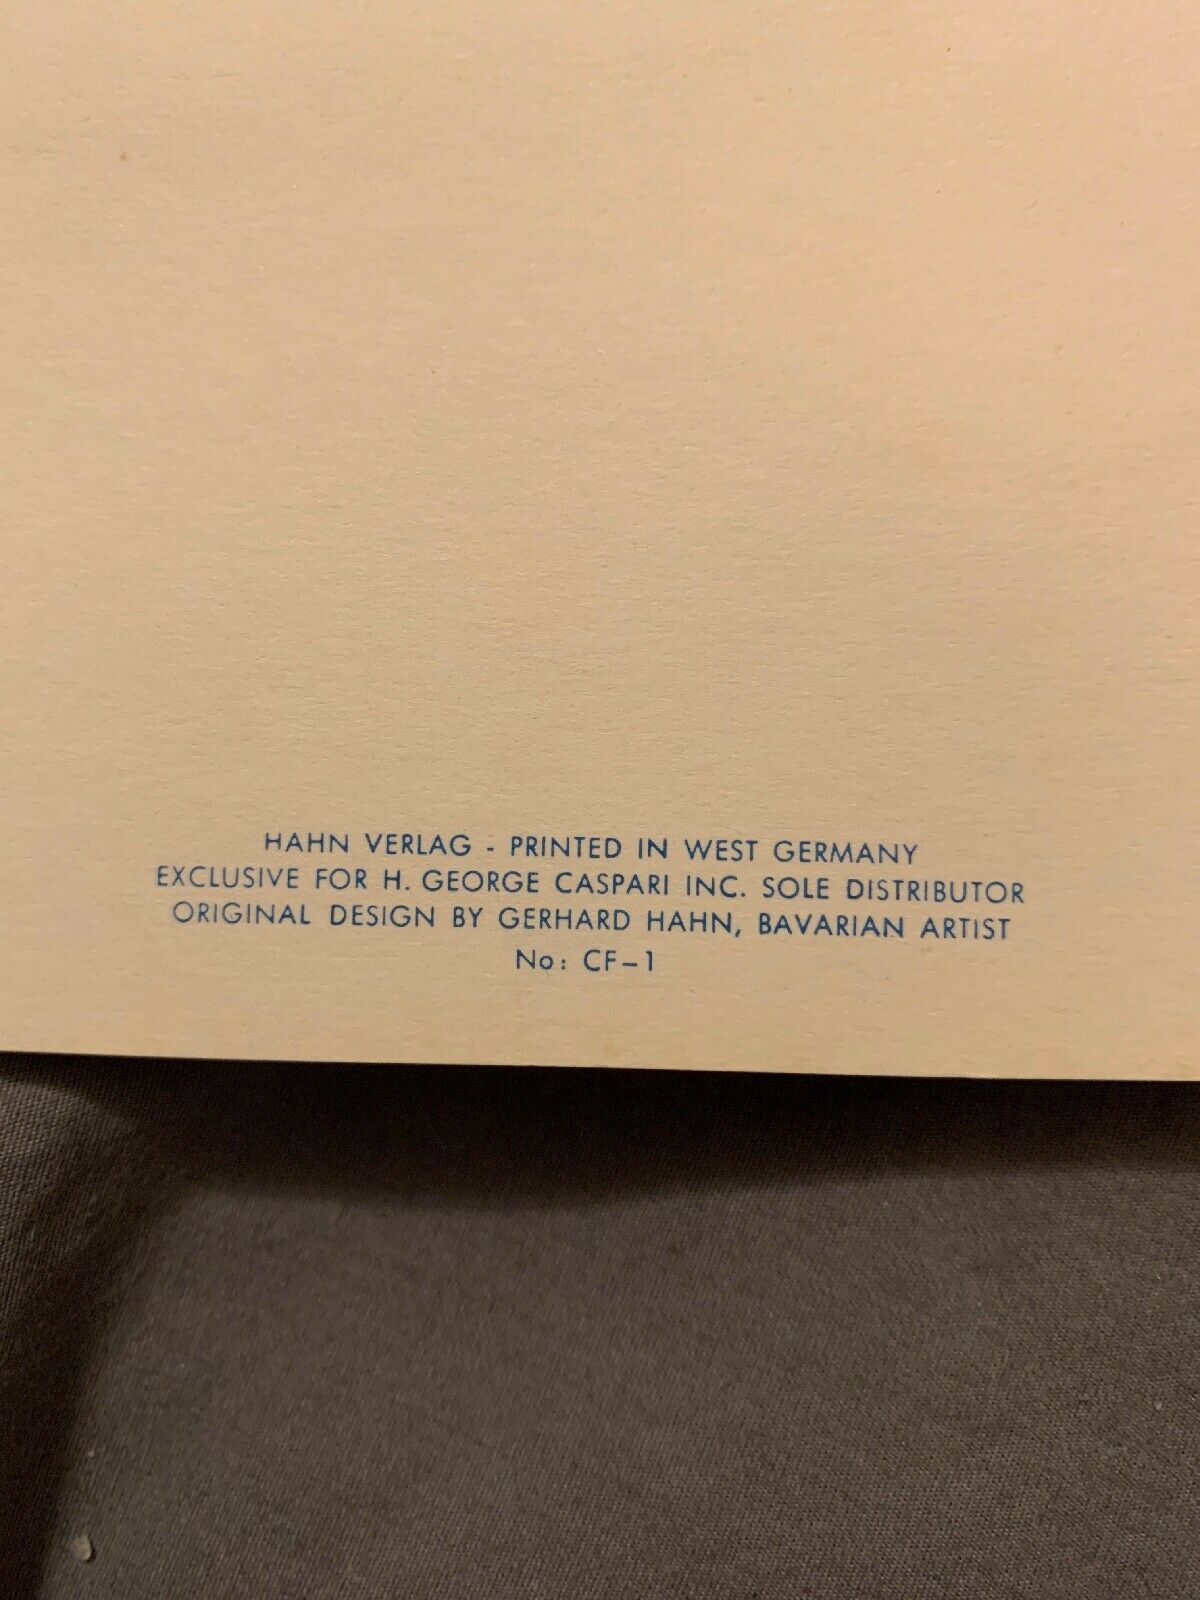 HAHN VERLAG - PRINTED IN WEST GERMANY
EXCLUSIVE FOR H. GEORGE CASPARI INC. SOLE DISTRIBUTOR
ORIGINAL DESIGN BY GERHARD HAHN, BAVARIAN ARTIST
No: CF-1